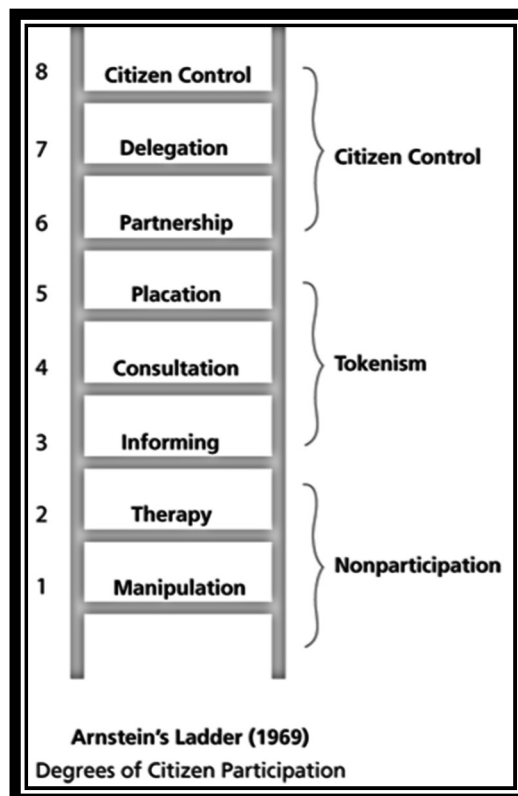 8 Citizen Control
7 Delegation
Citizen Control
6 Partnership
5 Placation
4 Consultation
Tokenism
3 Informing
2 Therapy
Nonparticipation
1 Manipulation
Arnstein's Ladder (1969)
Degrees of Citizen Participation